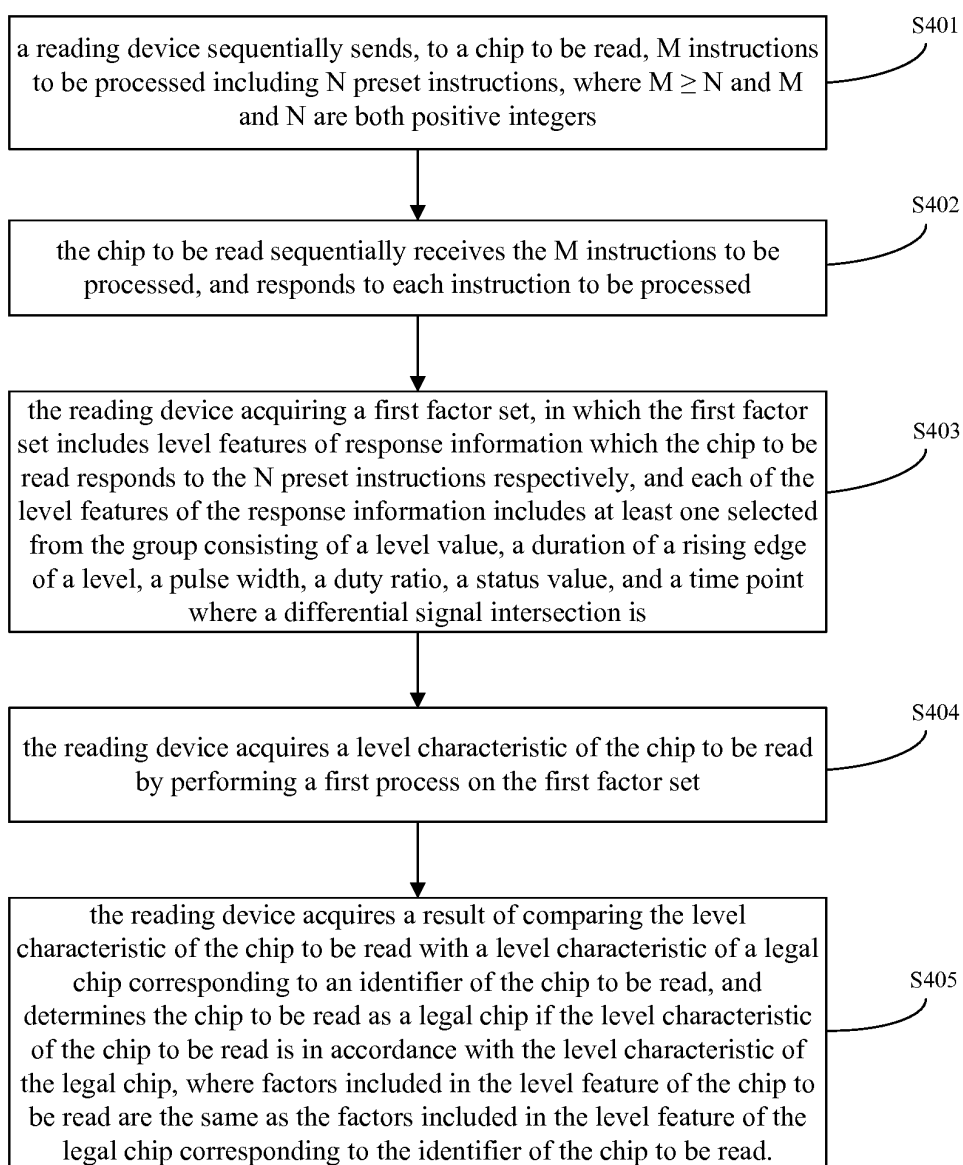 S401
a reading device sequentially sends, to a chip to be read, M instructions
to be processed including N preset instructions, where M ≥ N and M
and N are both positive integers
S402
the chip to be read sequentially receives the M instructions to be
processed, and responds to each instruction to be processed
S403
the reading device acquiring a first factor set, in which the first factor
set includes level features of response information which the chip to be
read responds to the N preset instructions respectively, and each of the
level features of the response information includes at least one selected
from the group consisting of a level value, a duration of a rising edge
of a level, a pulse width, a duty ratio, a status value, and a time point
where a differential signal intersection is
S404
the reading device acquires a level characteristic of the chip to be read
by performing a first process on the first factor set
S405
the reading device acquires a result of comparing the level
characteristic of the chip to be read with a level characteristic of a legal
chip corresponding to an identifier of the chip to be read, and
determines the chip to be read as a legal chip if the level characteristic
of the chip to be read is in accordance with the level characteristic of
the legal chip, where factors included in the level feature of the chip to
be read are the same as the factors included in the level feature of the
legal chip corresponding to the identifier of the chip to be read.